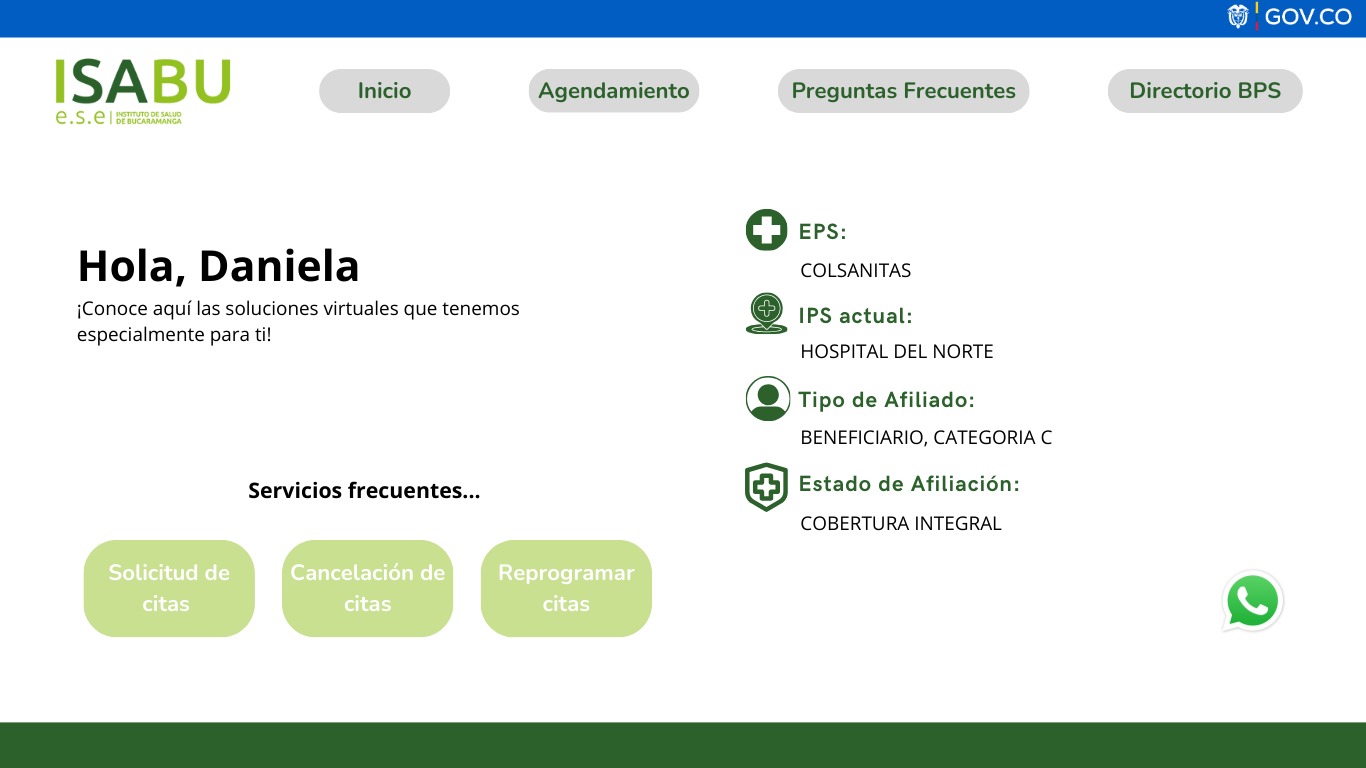 GOV.CO
ISABU
e.s.e INSTITUTO DE SALUD
DE BUCARAMANGA
Inicio
Agendamiento
Preguntas Frecuentes
Directorio BPS
Hola, Daniela
¡Conoce aquí las soluciones virtuales que tenemos
especialmente para ti!
EPS:
COLSANITAS
IPS actual:
HOSPITAL DEL NORTE
Tipo de Afiliado:
BENEFICIARIO, CATEGORIA C
Estado de Afiliación:
COBERTURA INTEGRAL
Servicios frecuentes...
Solicitud de
citas
Cancelación de
citas
Reprogramar
citas